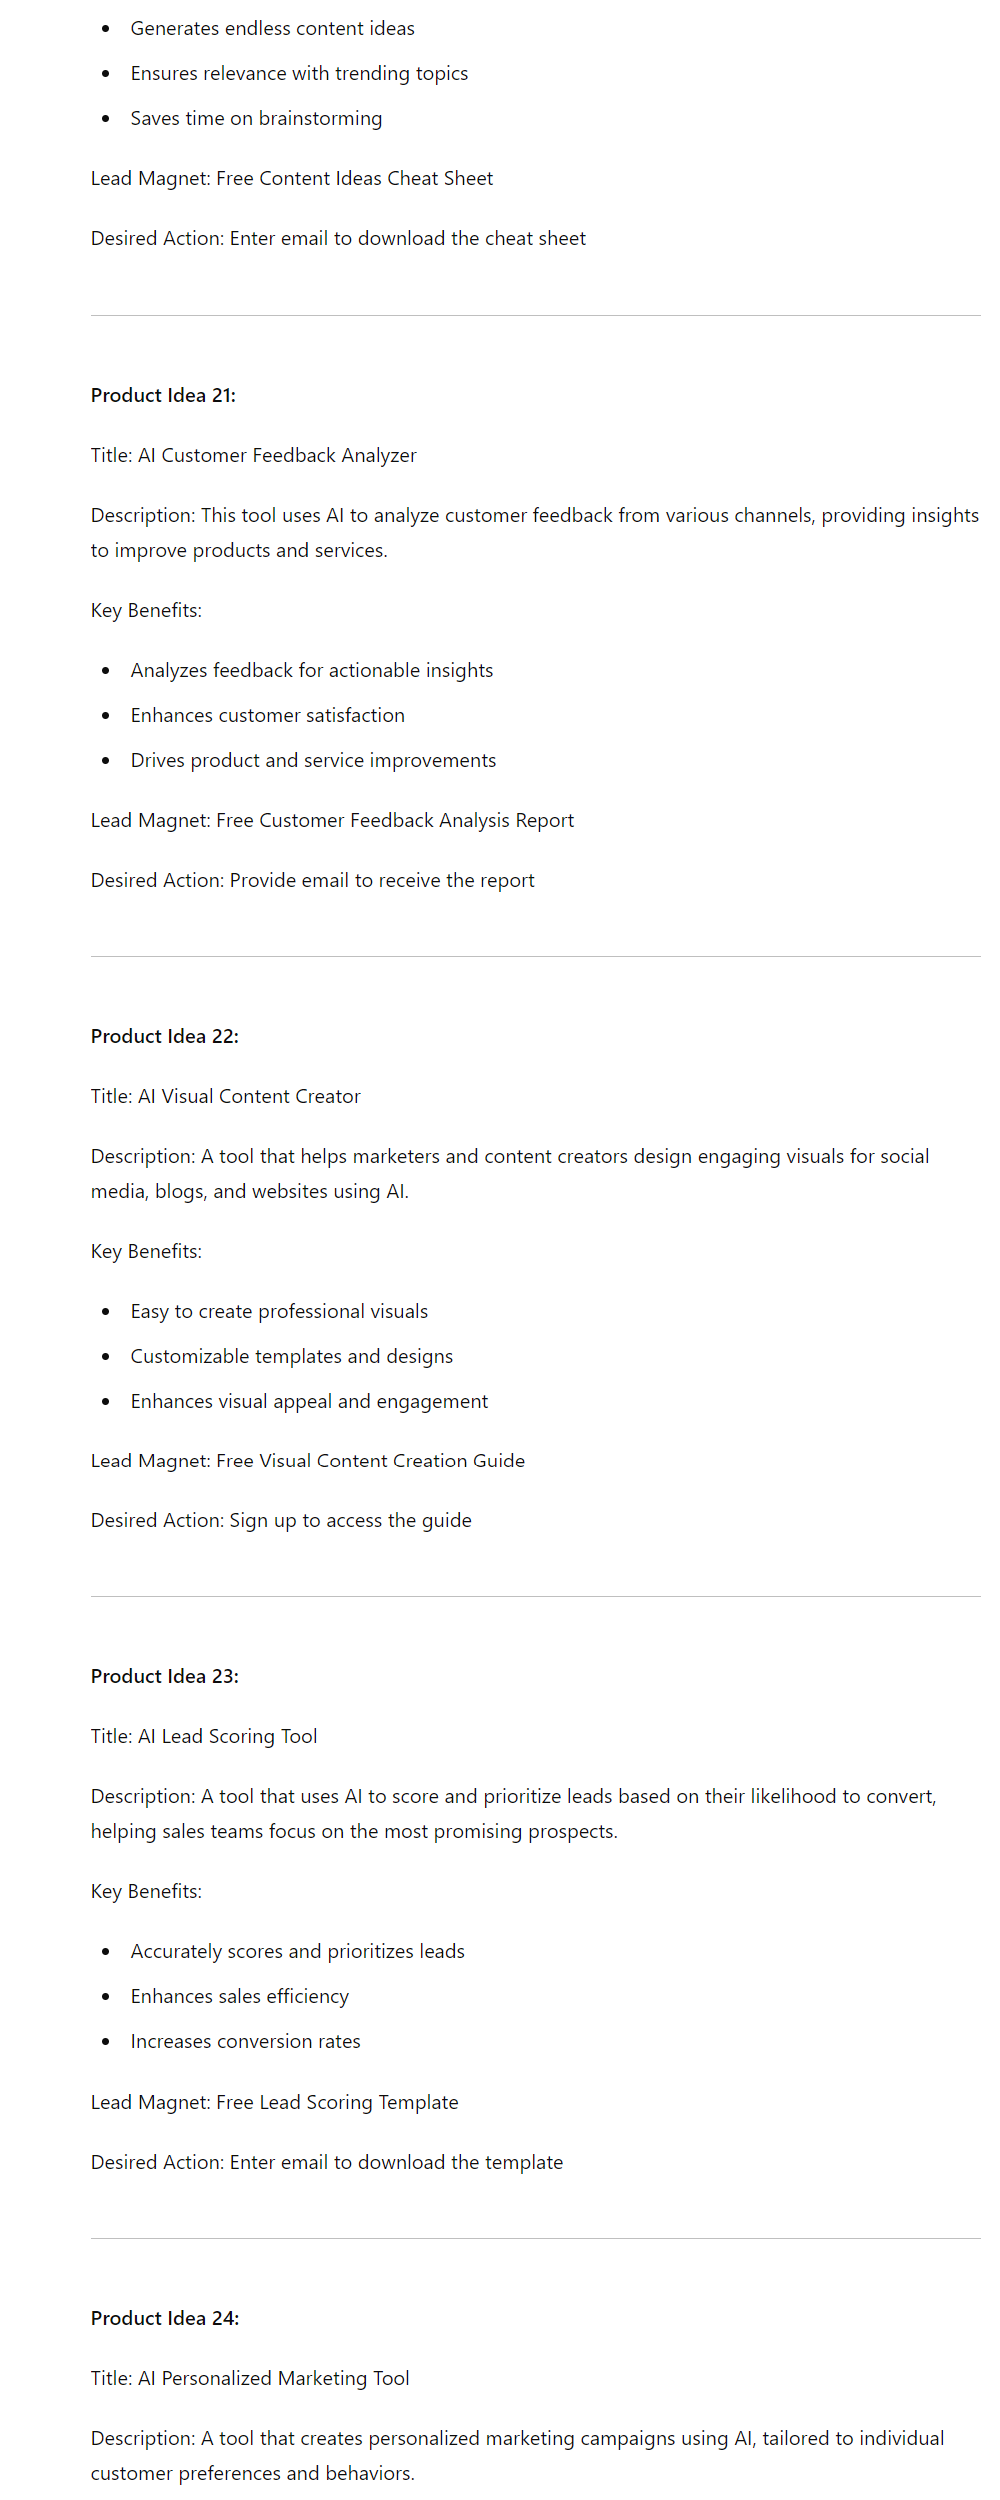 • Generates endless content ideas
• Ensures relevance with trending topics
• Saves time on brainstorming
Lead Magnet: Free Content Ideas Cheat Sheet
Desired Action: Enter email to download the cheat sheet
Product Idea 21:
Title: AI Customer Feedback Analyzer
Description: This tool uses AI to analyze customer feedback from various channels, providing insights
to improve products and services.
Key Benefits:
• Analyzes feedback for actionable insights
• Enhances customer satisfaction
• Drives product and service improvements
Lead Magnet: Free Customer Feedback Analysis Report
Desired Action: Provide email to receive the report
Product Idea 22:
Title: AI Visual Content Creator
Description: A tool that helps marketers and content creators design engaging visuals for social
media, blogs, and websites using AI.
Key Benefits:
• Easy to create professional visuals
• Customizable templates and designs
• Enhances visual appeal and engagement
Lead Magnet: Free Visual Content Creation Guide
Desired Action: Sign up to access the guide
Product Idea 23:
Title: AI Lead Scoring Tool
Description: A tool that uses AI to score and prioritize leads based on their likelihood to convert,
helping sales teams focus on the most promising prospects.
Key Benefits:
• Accurately scores and prioritizes leads
• Enhances sales efficiency
• Increases conversion rates
Lead Magnet: Free Lead Scoring Template
Desired Action: Enter email to download the template
Product Idea 24:
Title: AI Personalized Marketing Tool
Description: A tool that creates personalized marketing campaigns using AI, tailored to individual
customer preferences and behaviors.